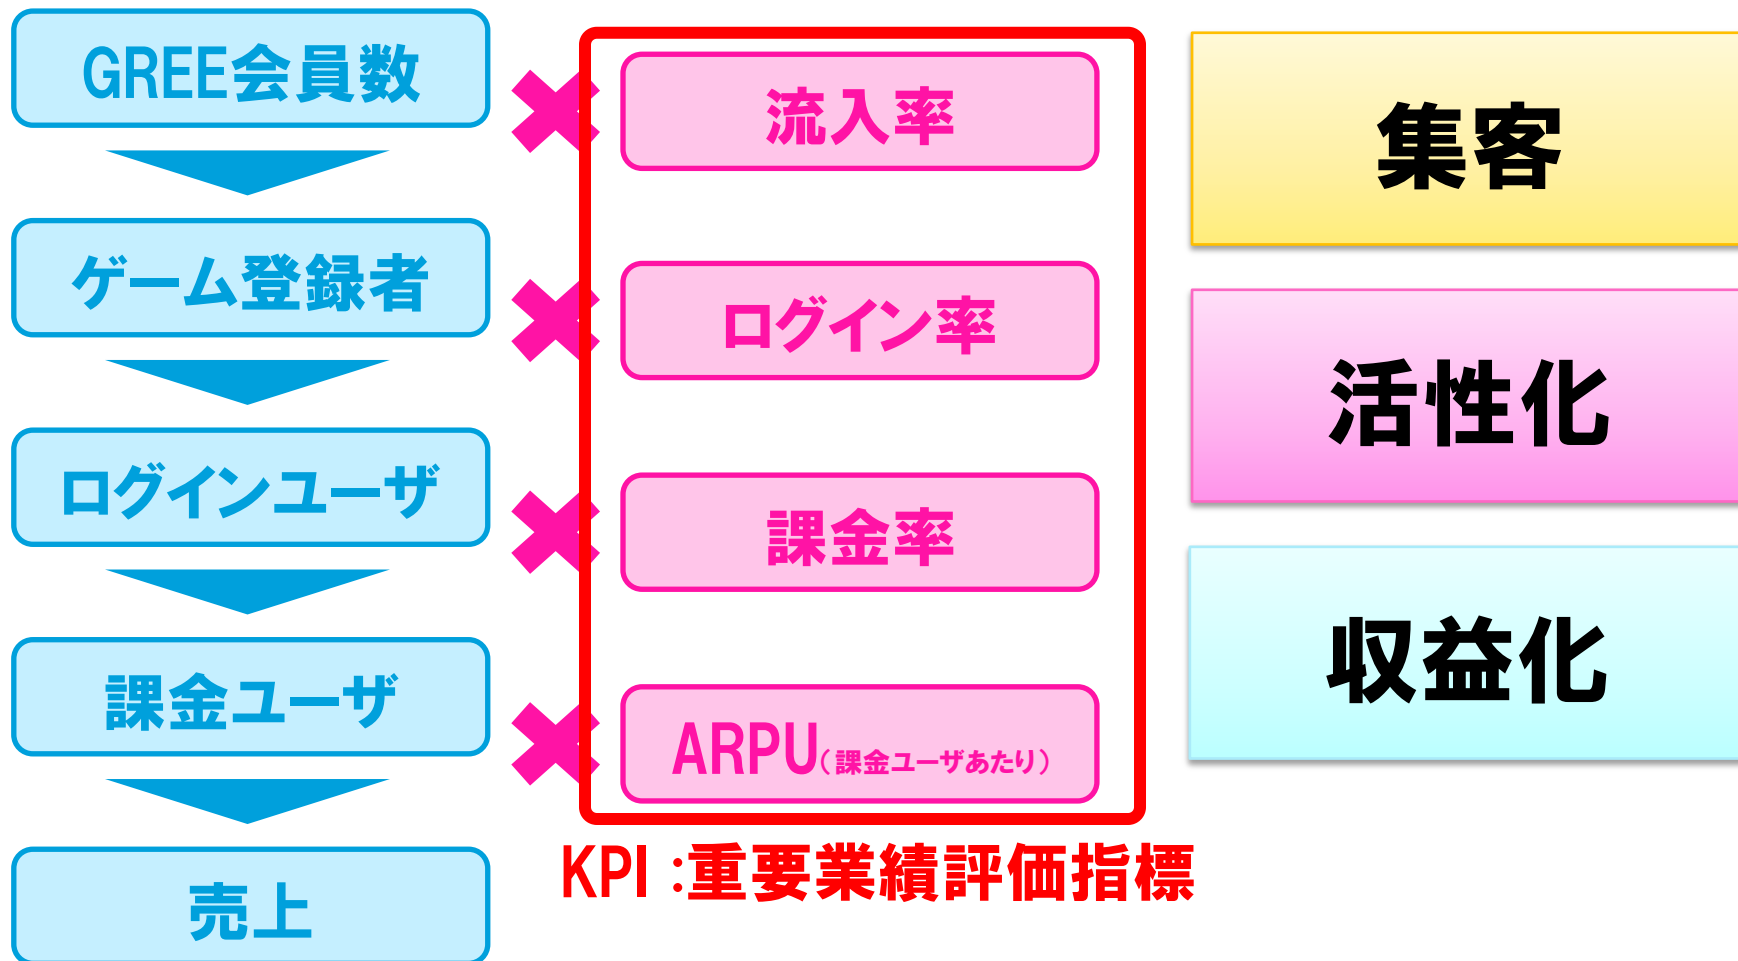 GREE会員数
流入率
集客
ゲーム登録者
ログイン率
活性化
ログインユーザ
課金率
収益化
課金ユーザ
ARPU(課金ユーザあたり)
KPI:重要業績評価指標
売上